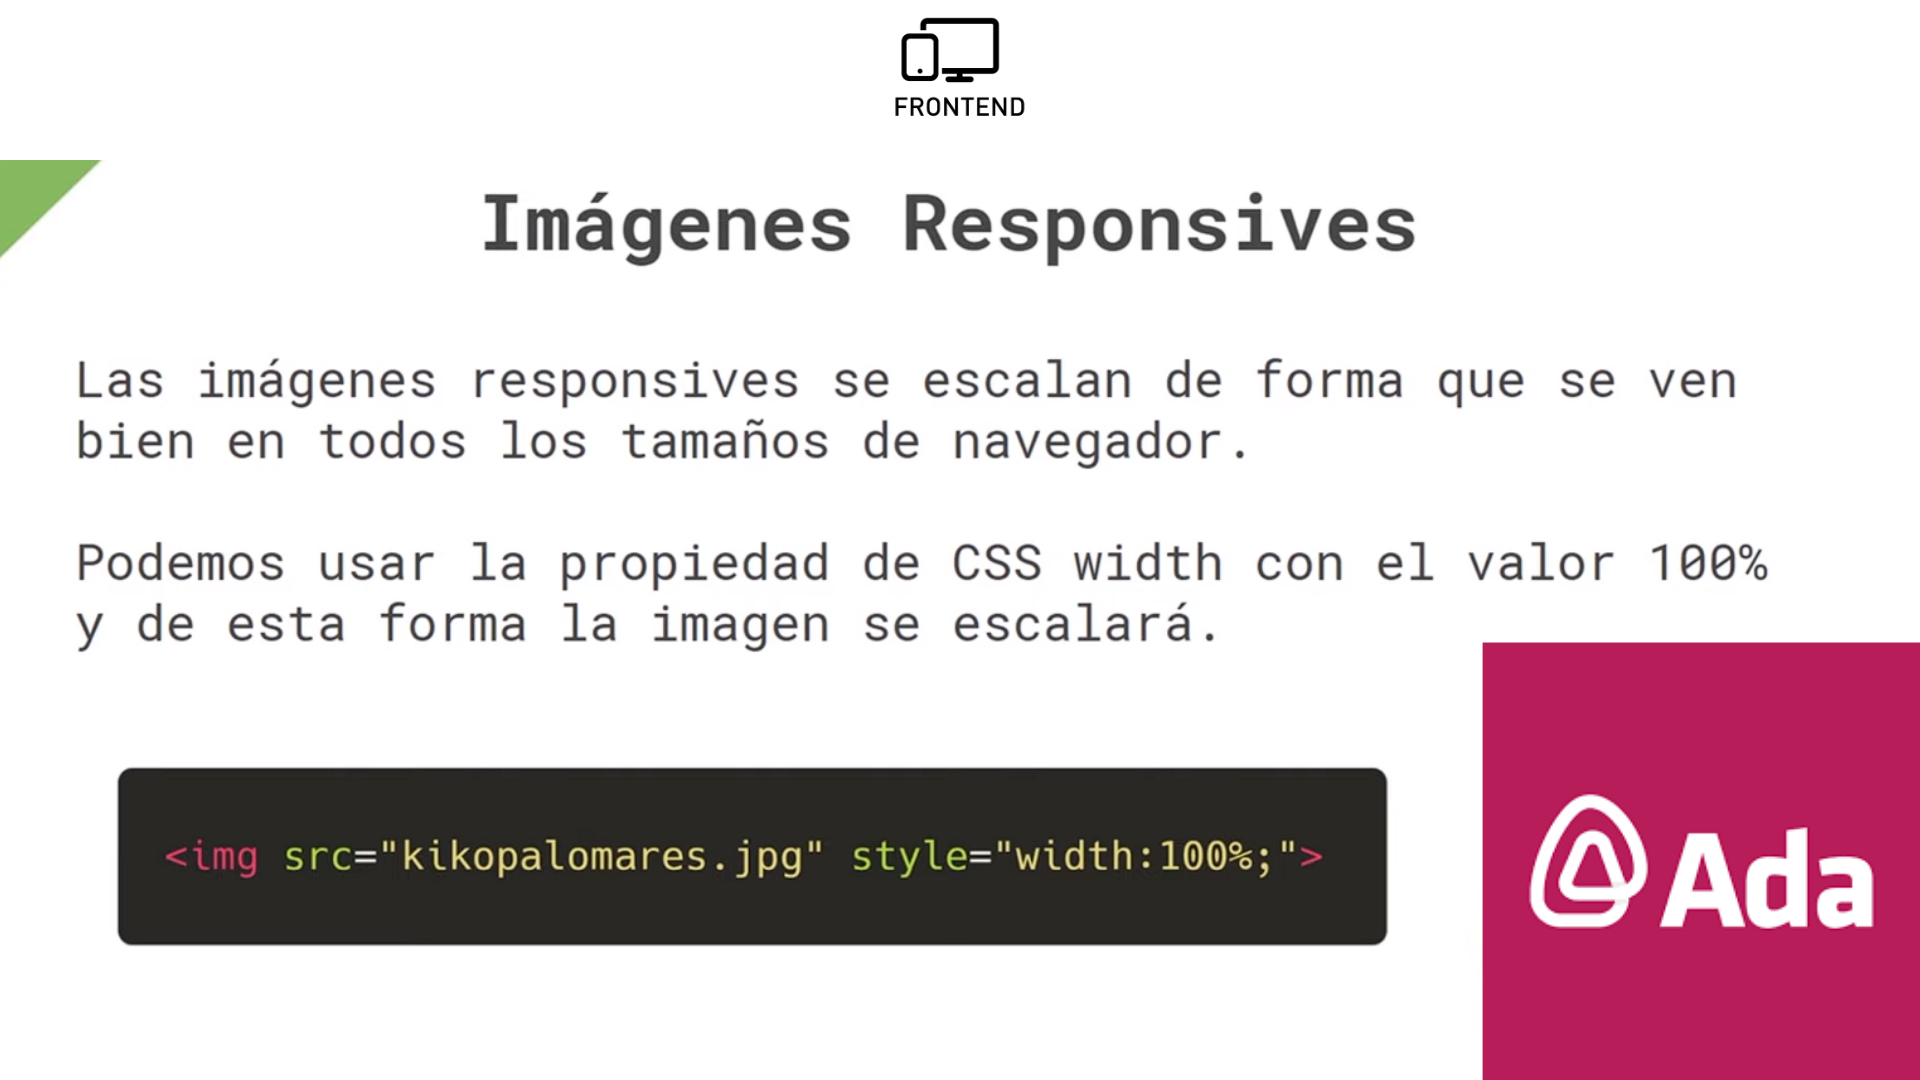 FRONTEND
Imágenes Responsives
Las imágenes responsives se escalan de forma que se ven
bien en todos los tamaños de navegador.
Podemos usar la propiedad de CSS width con el valor 100%
y de esta forma la imagen se escalará.
<img src="kikopalomares.jpg" style="width:100%;">
Ada